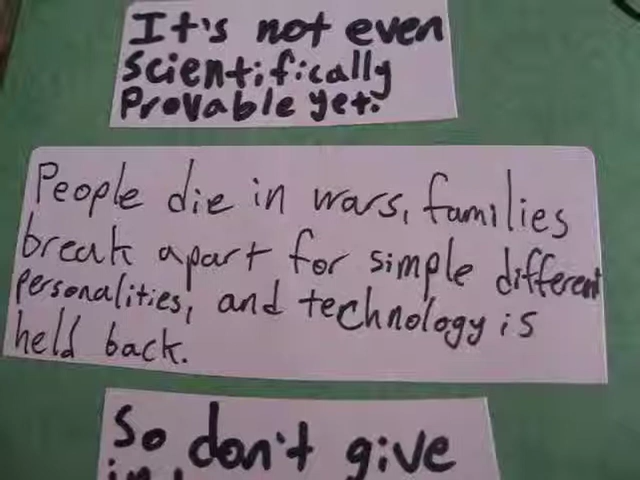 It's not even
scientifically
provable yet.
People die in wars, families
break apart for simple different
personalities, and technology is
held back.
So don't give
in